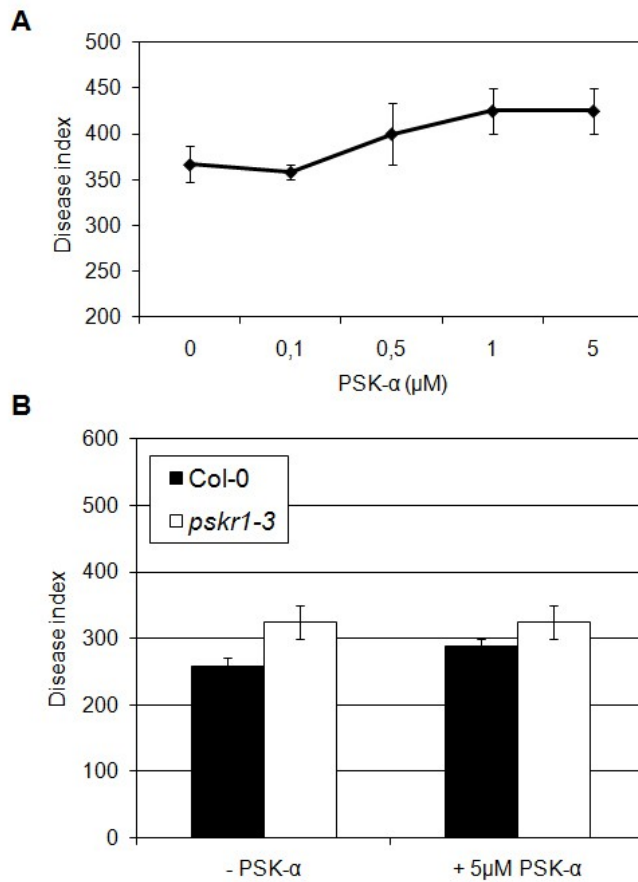 A
500
450
400
350
300
250
200
Disease index
0 0,1 0,5 1 5
PSK-α (µM)
B
600
500
400
300
200
100
0
Disease index
Col-0
pskr1-3
- PSK-α + 5µM PSK-α